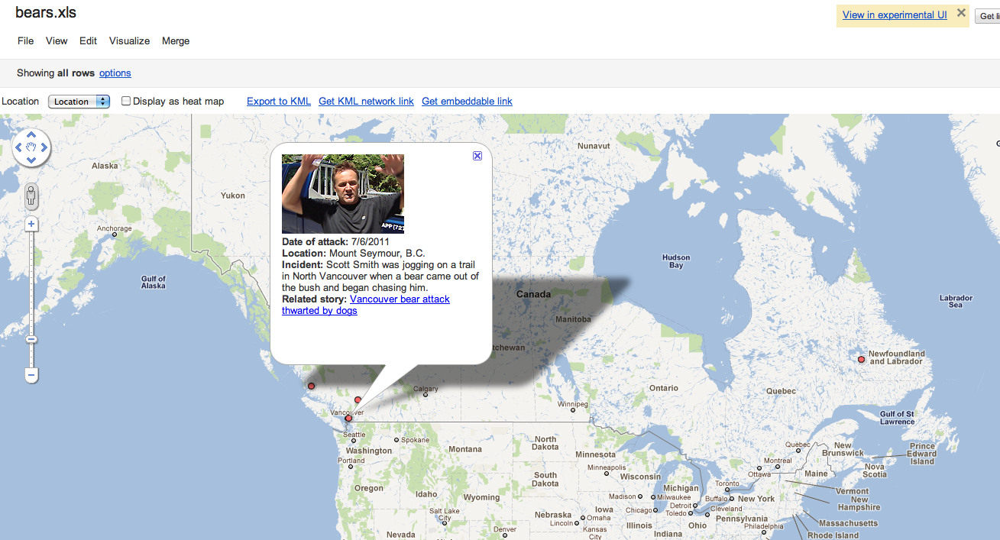 bears.xls
View in experimental UI
File View Edit Visualize Merge
Showing all rows options
Location Location Display as heat map Export to KML Get KML network link Get embeddable link
Nunavut
Alaska
Yukon
Anchorage
Gulf of
Alaska
APP (72
Date of attack: 7/6/2011
Location: Mount Seymour, B.C.
Incident: Scott Smith was jogging on a trail
in North Vancouver when a bear came out of
the bush and began chasing him.
Related story: Vancouver bear attack
thwarted by dogs
Hudson
Bay
Canada
Labrador
Sea
Manitoba
tchewan
Newfoundland
and Labrador
Calgary
Ontario
Quebec
Winnipeg
Vancouver
Gulf of St
Lawrence
Seattle
Spokane
Washington
Montana
North
Dakota
Minnesota
Quebec
New
Brunswick
Prince
Edward
Island
Portland
Minneapolis
Montreal
Ottawa
Maine
Nova
Scotia
Oregon
Idaho
Wyoming
South
Dakota
Wisconsin
Michigan
Toronto
Vermont
New
Hampshire
Madison
Milwaukee
Buffalo
New York
Salt Lake
City
Nebraska
Iowa
Chicago
Detroit
Toledo
Cleveland
Massachusetts
Lincoln
Omaha
Pennsylvania
Philadelphia
Rhode Island
Nevada
Denver
Kansas
City
Illinois
Indiana
Ohio